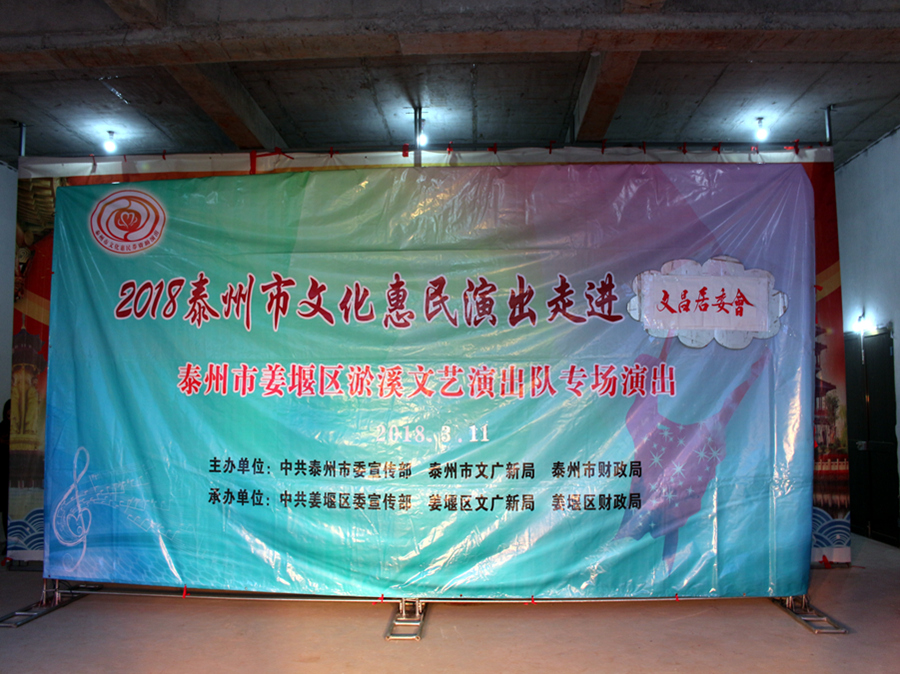 2018泰州市文化惠民演出走进 文昌居委會
泰州市姜堰区淤溪文艺演出队专场演出
2018.3.11
主办单位：中共泰州市委宣传部 泰州市文广新局 泰州市财政局
承办单位：中共姜堰区委宣传部 姜堰区文广新局 姜堰区财政局